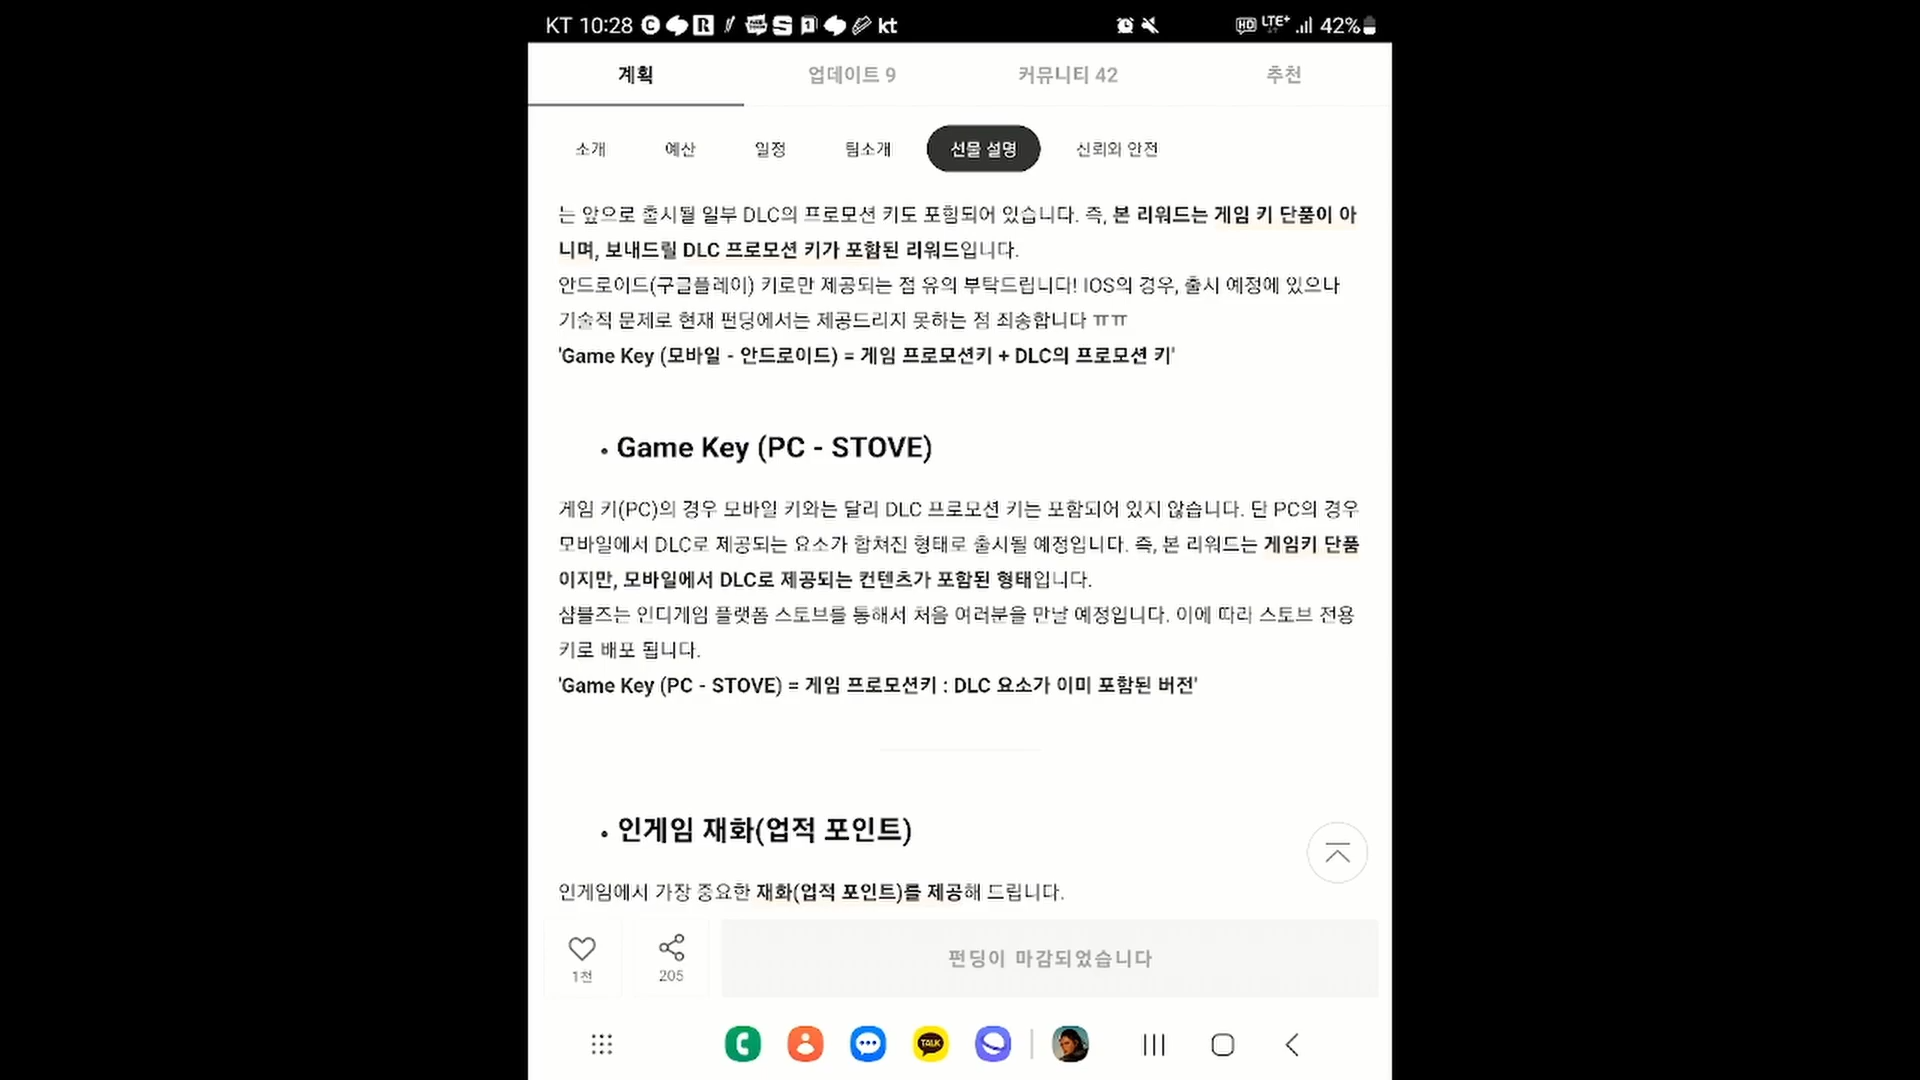 KT 10:28 kt HD LTE+ 42%
계획 업데이트 9 커뮤니티 42 추천
소개 예산 일정 팀소개 선물 설명 신뢰와 안전
는 앞으로 출시될 일부 DLC의 프로모션 키도 포함되어 있습니다. 즉, 본 리워드는 게임 키 단품이 아
니며, 보내드릴 DLC 프로모션 키가 포함된 리워드입니다.
안드로이드(구글플레이) 키로만 제공되는 점 유의 부탁드립니다! IOS의 경우, 출시 예정에 있으나
기술적 문제로 현재 펀딩에서는 제공드리지 못하는 점 죄송합니다 ㅠㅠ
'Game Key (모바일 - 안드로이드) = 게임 프로모션키 + DLC의 프로모션 키'
• Game Key (PC - STOVE)
게임 키(PC)의 경우 모바일 키와는 달리 DLC 프로모션 키는 포함되어 있지 않습니다. 단 PC의 경우
모바일에서 DLC로 제공되는 요소가 합쳐진 형태로 출시될 예정입니다. 즉, 본 리워드는 게임키 단품
이지만, 모바일에서 DLC로 제공되는 컨텐츠가 포함된 형태입니다.
샴블즈는 인디게임 플랫폼 스토브를 통해서 처음 여러분을 만날 예정입니다. 이에 따라 스토브 전용
키로 배포 됩니다.
'Game Key (PC - STOVE) = 게임 프로모션키 : DLC 요소가 이미 포함된 버전'
• 인게임 재화(업적 포인트)
인게임에서 가장 중요한 재화(업적 포인트)를 제공해 드립니다.
1천 205 펀딩이 마감되었습니다
TALK